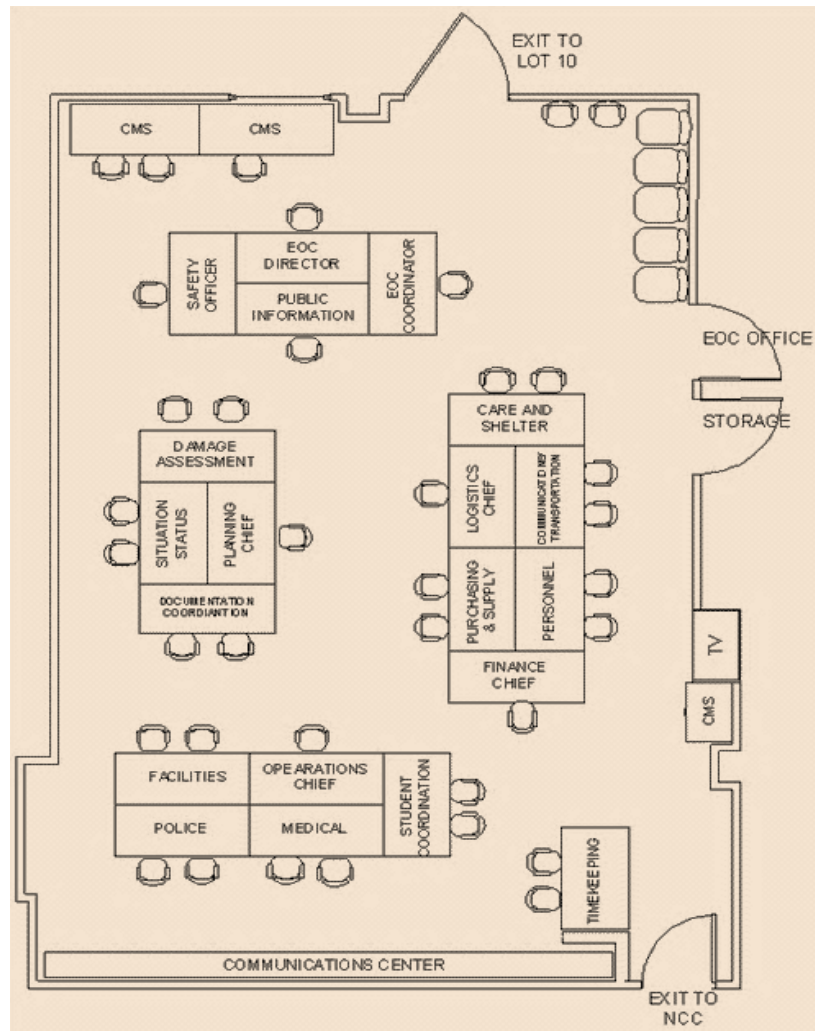 EXIT TO
LOT 10
CMS
CMS
SAFETY
OFFICER
EOC
DIRECTOR
PUBLIC
INFORMATION
EOC
COORDINATOR
EOC OFFICE
STORAGE
CARE AND
SHELTER
LOGISTICS
CHIEF
TRANSPORTATION
DAMAGE
ASSESSMENT
SITUATION
STATUS
PLANNING
CHIEF
DOCUMENTATION
COORDIANTION
PURCHASING
& SUPPLY
PERSONNEL
FINANCE
CHIEF
TV
CMS
FACILITIES
OPEARATIONS
CHIEF
STUDENT
COORDINATION
POLICE
MEDICAL
TIMEKEEPING
COMMUNICATIONS CENTER
EXIT TO
NCC